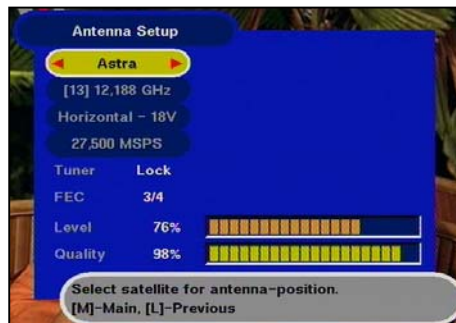 Antenna Setup
Astra
[13] 12,188 GHz
Horizontal - 18V
27,500 MSPS
Tuner Lock
FEC 3/4
Level 76%
Quality 98%
Select satellite for antenna-position.
[M]-Main, [L]-Previous